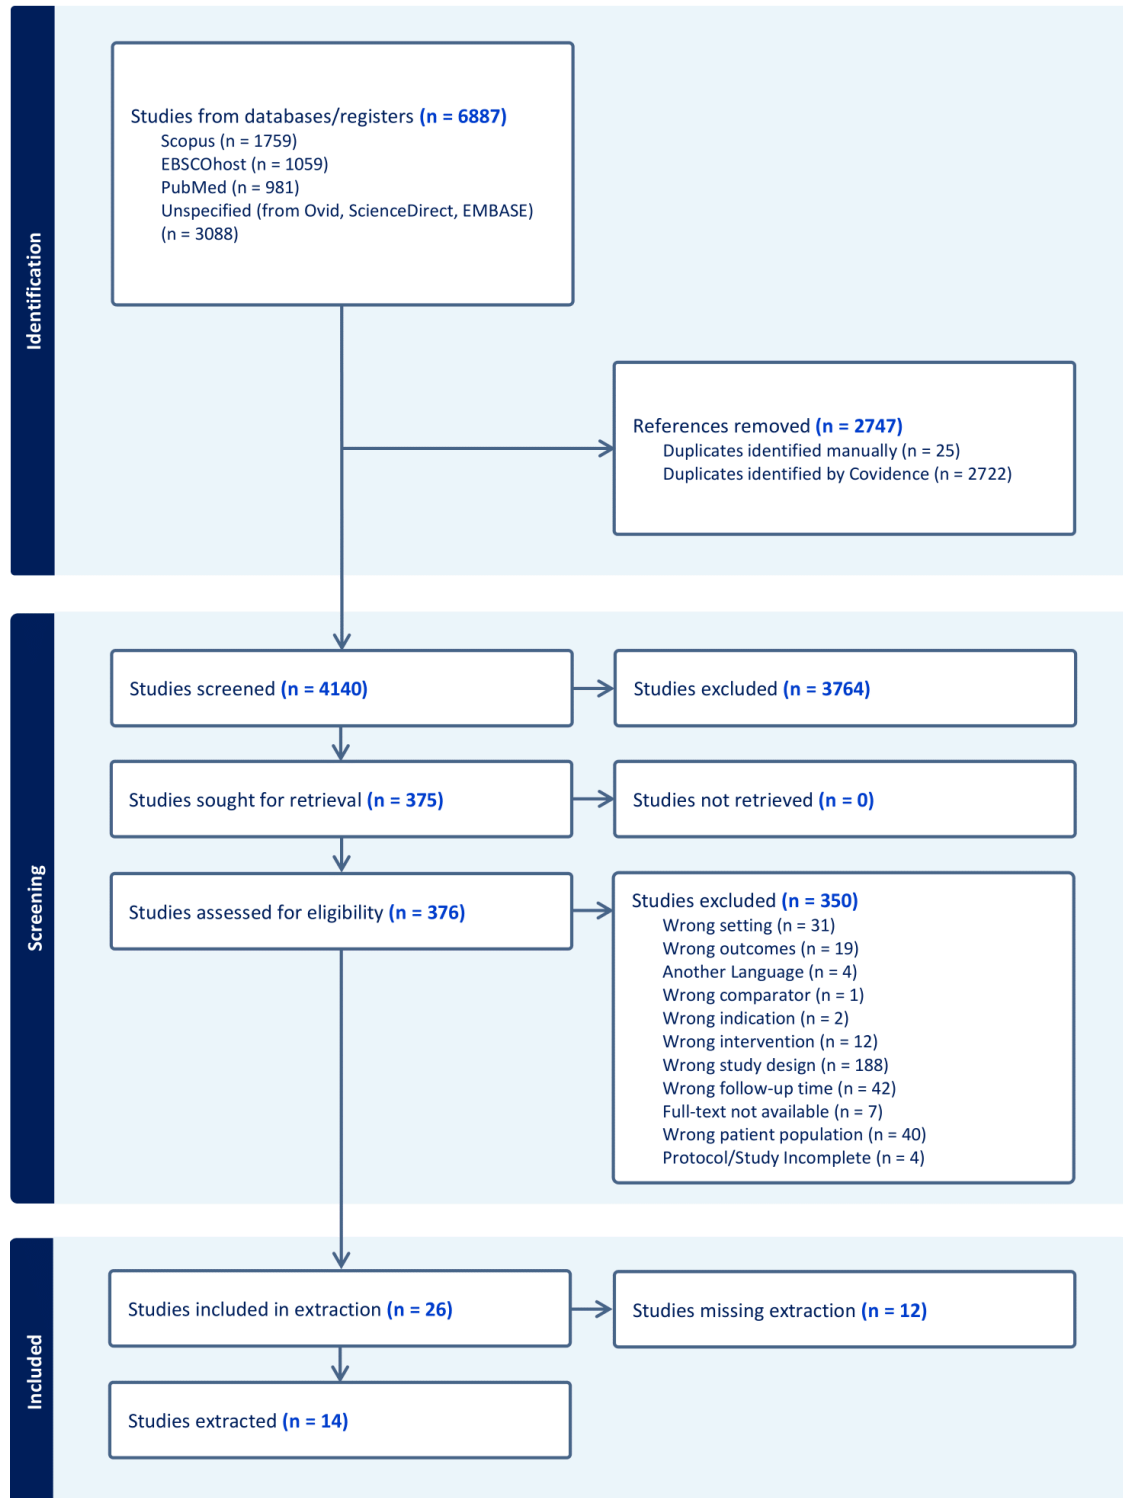 Identification
Studies from databases/registers (n = 6887)
Scopus (n = 1759)
EBSCOhost (n = 1059)
PubMed (n = 981)
Unspecified (from Ovid, ScienceDirect, EMBASE)
(n = 3088)
References removed (n = 2747)
Duplicates identified manually (n = 25)
Duplicates identified by Covidence (n = 2722)
Screening
Studies screened (n = 4140)
Studies excluded (n = 3764)
Studies sought for retrieval (n = 375)
Studies not retrieved (n = 0)
Studies assessed for eligibility (n = 376)
Studies excluded (n = 350)
Wrong setting (n = 31)
Wrong outcomes (n = 19)
Another Language (n = 4)
Wrong comparator (n = 1)
Wrong indication (n = 2)
Wrong intervention (n = 12)
Wrong study design (n = 188)
Wrong follow-up time (n = 42)
Full-text not available (n = 7)
Wrong patient population (n = 40)
Protocol/Study Incomplete (n = 4)
Included
Studies included in extraction (n = 26)
Studies missing extraction (n = 12)
Studies extracted (n = 14)